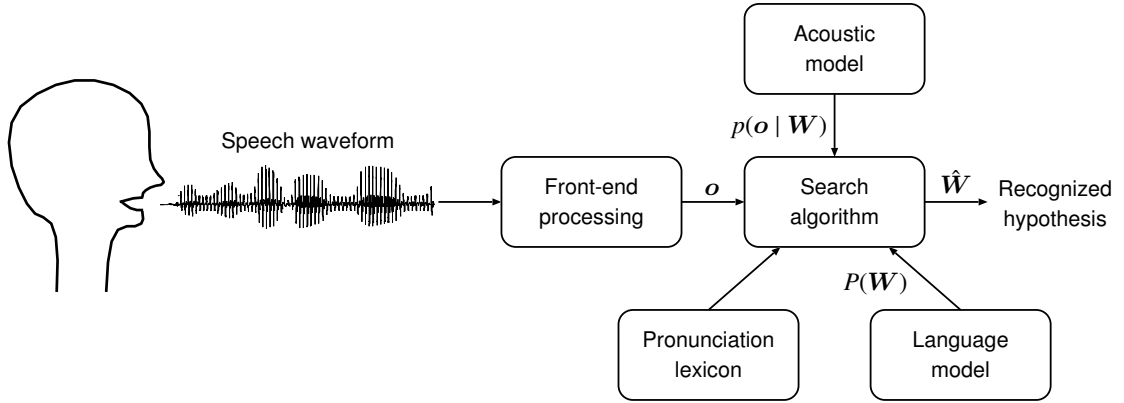 Acoustic
model
p(o | W)
Speech waveform
Front-end
processing
o
Search
algorithm
Ŵ
Recognized
hypothesis
P(W)
Pronunciation
lexicon
Language
model